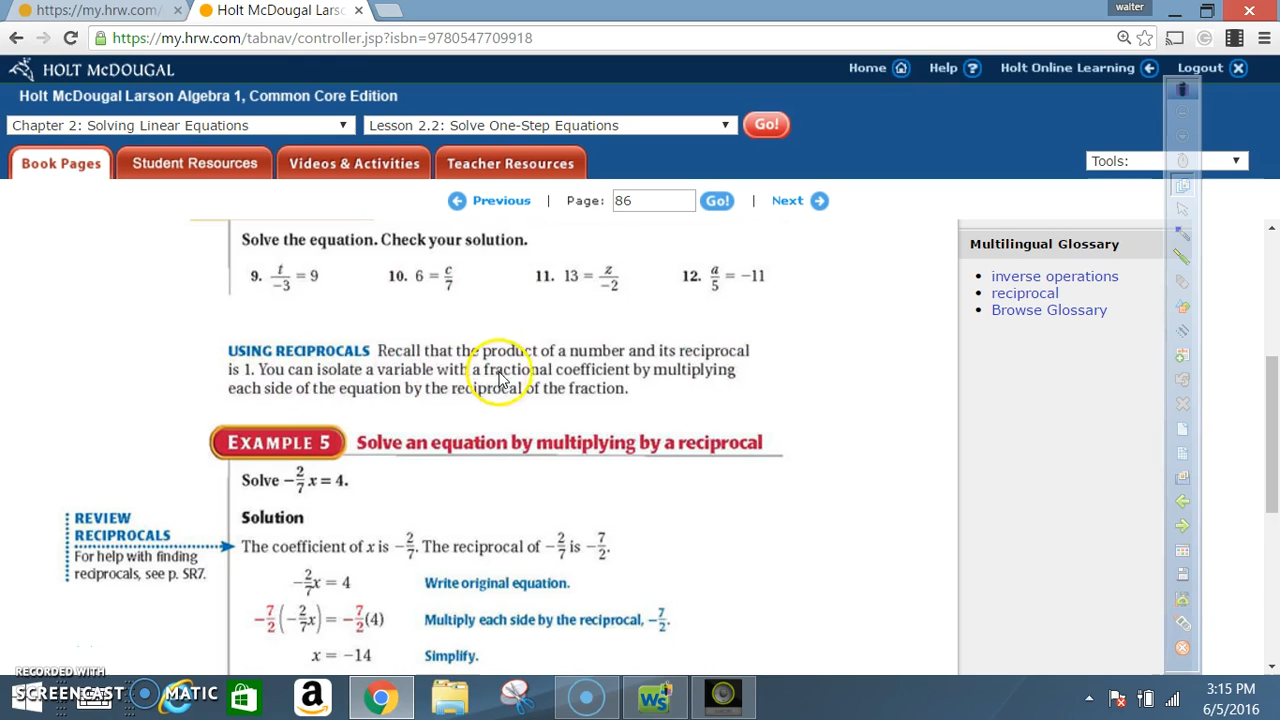 https://my.hrw.com/tabnav/ ×
Holt McDougal Larson Al ×
walter
https://my.hrw.com/tabnav/controller.jsp?isbn=9780547709918
HOLT MCDOUGAL
Home Help ? Holt Online Learning Logout
Holt McDougal Larson Algebra 1, Common Core Edition
Chapter 2: Solving Linear Equations Lesson 2.2: Solve One-Step Equations Go!
Book Pages Student Resources Videos & Activities Teacher Resources Tools:
Previous | Page: 86 Go! | Next
Solve the equation. Check your solution.
9. t/-3 = 9 10. 6 = c/7 11. 13 = z/-2 12. a/5 = -11
USING RECIPROCALS Recall that the product of a number and its reciprocal
is 1. You can isolate a variable with a fractional coefficient by multiplying
each side of the equation by the reciprocal of the fraction.
EXAMPLE 5 Solve an equation by multiplying by a reciprocal
Solve -2/7 x = 4.
Solution
REVIEW
RECIPROCALS
For help with finding
reciprocals, see p. SR7.
The coefficient of x is -2/7. The reciprocal of -2/7 is -7/2.
-2/7x = 4 Write original equation.
-7/2(-2/7x) = -7/2(4) Multiply each side by the reciprocal, -7/2.
x = -14 Simplify.
Multilingual Glossary
• inverse operations
• reciprocal
• Browse Glossary
RECORDED WITH
SCREENCAST MATIC
WS
3:15 PM
6/5/2016